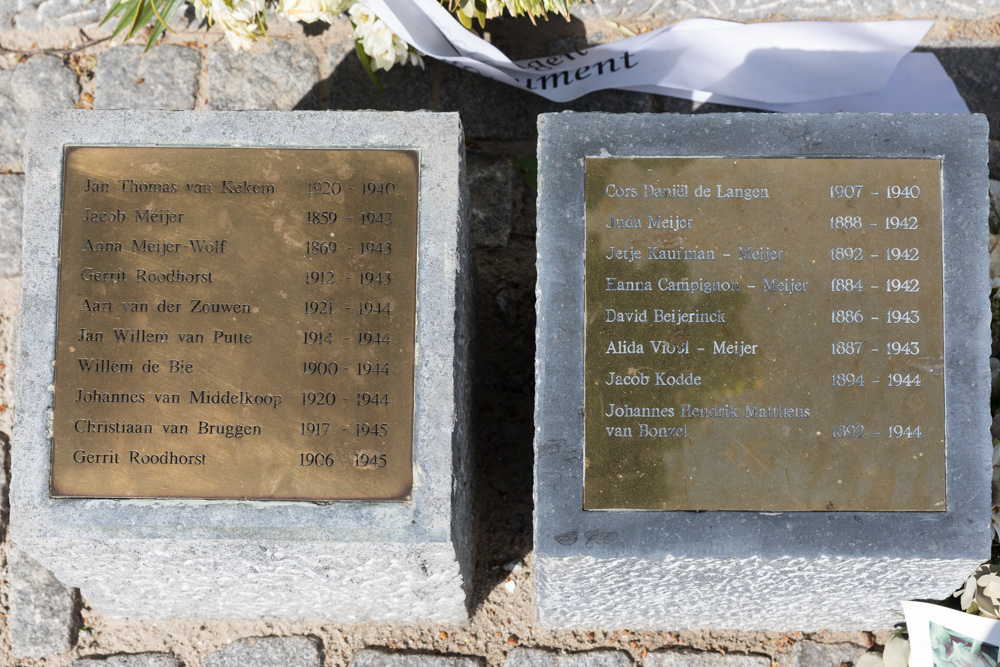 ument
Jan Thomas van Kekem 1920 - 1940
Jacob Meijer 1859 - 1943
Anna Meijer-Wolf 1869 - 1943
Gerrit Roodhorst 1912 - 1943
Aart van der Zouwen 1921 - 1944
Jan Willem van Putte 1914 - 1944
Willem de Bie 1900 - 1944
Johannes van Middelkoop 1920 - 1944
Christiaan van Bruggen 1917 - 1945
Gerrit Roodhorst 1906 - 1945
Cors Daniël de Langen 1907 - 1940
Juda Meijer 1888 - 1942
Jetje Kaufman - Meijer 1892 - 1942
Hanna Campignon - Meijer 1884 - 1942
David Beijerinck 1886 - 1943
Alida Viool - Meijer 1887 - 1943
Jacob Kodde 1894 - 1944
Johannes Hendrik Mattheus
van Bonzel 1892 - 1944